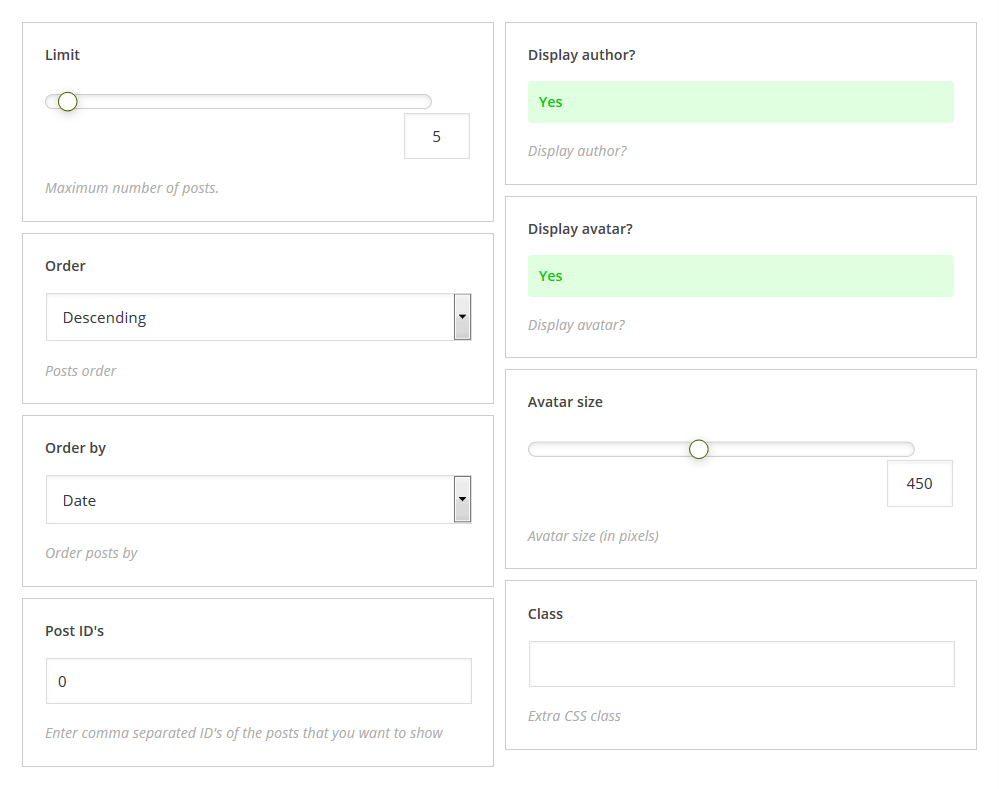 Limit
5
Maximum number of posts.
Order
Descending
Posts order
Order by
Date
Order posts by
Post ID's
0
Enter comma separated ID's of the posts that you want to show
Display author?
Yes
Display author?
Display avatar?
Yes
Display avatar?
Avatar size
450
Avatar size (in pixels)
Class
Extra CSS class